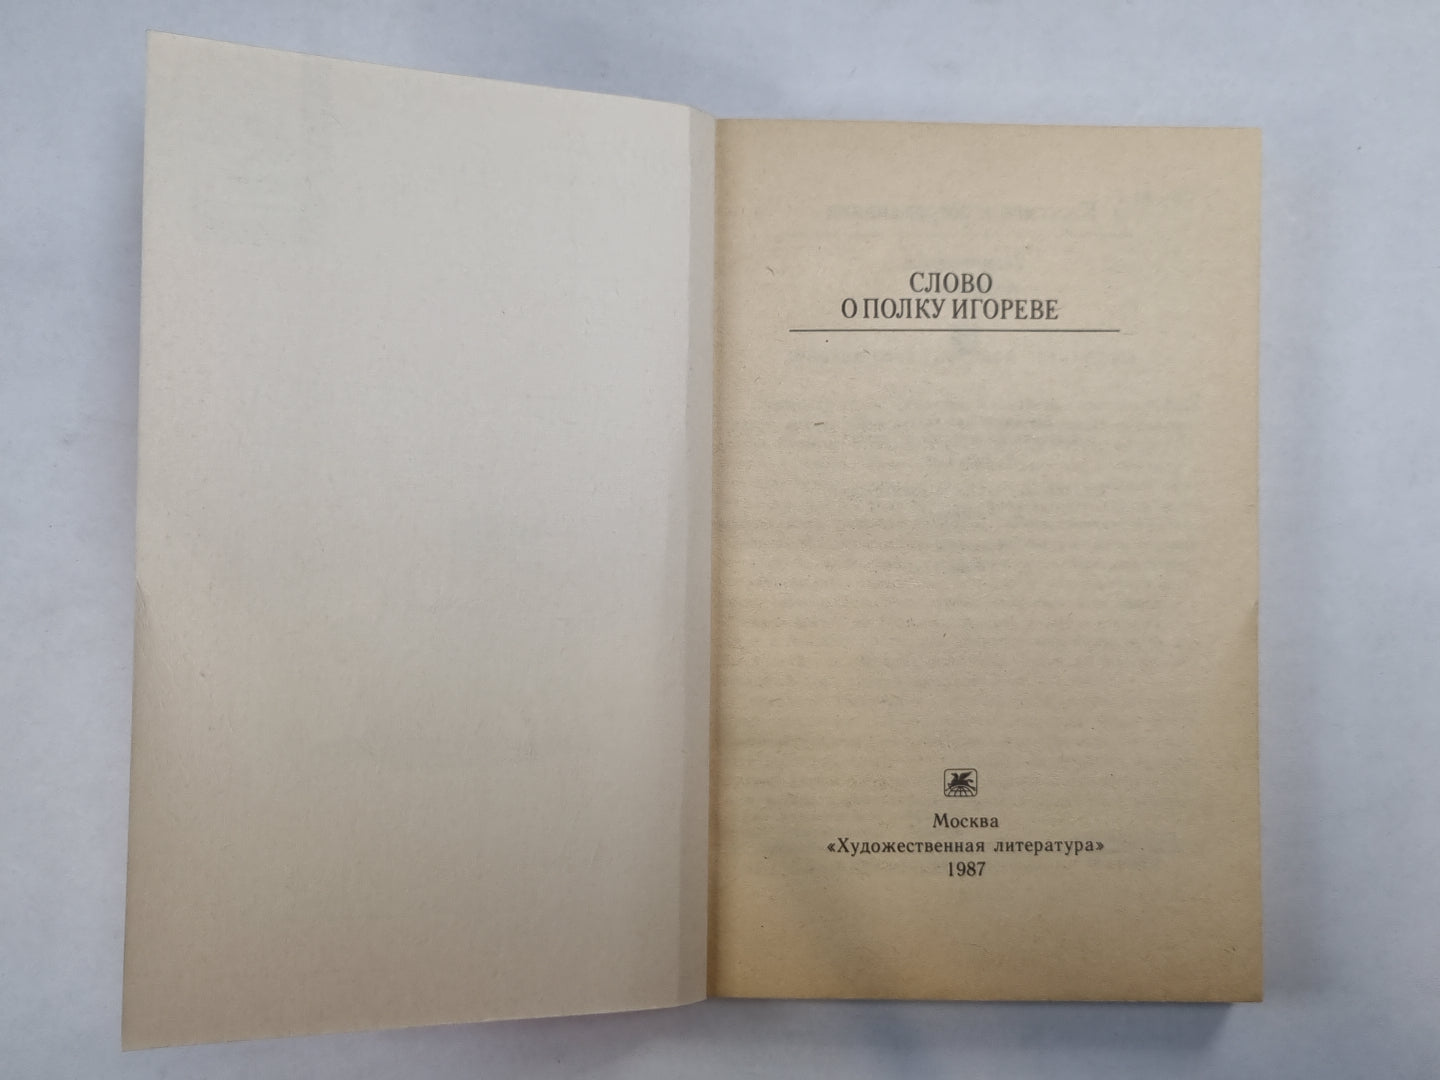 СЛОВО
О ПОЛКУ ИГОРЕВЕ
Москва
«Художественная литература»
1987